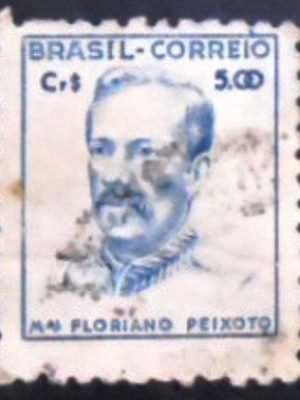 BRASIL-CORREIO
Cr$ 5.00
Mal FLORIANO PEIXOTO